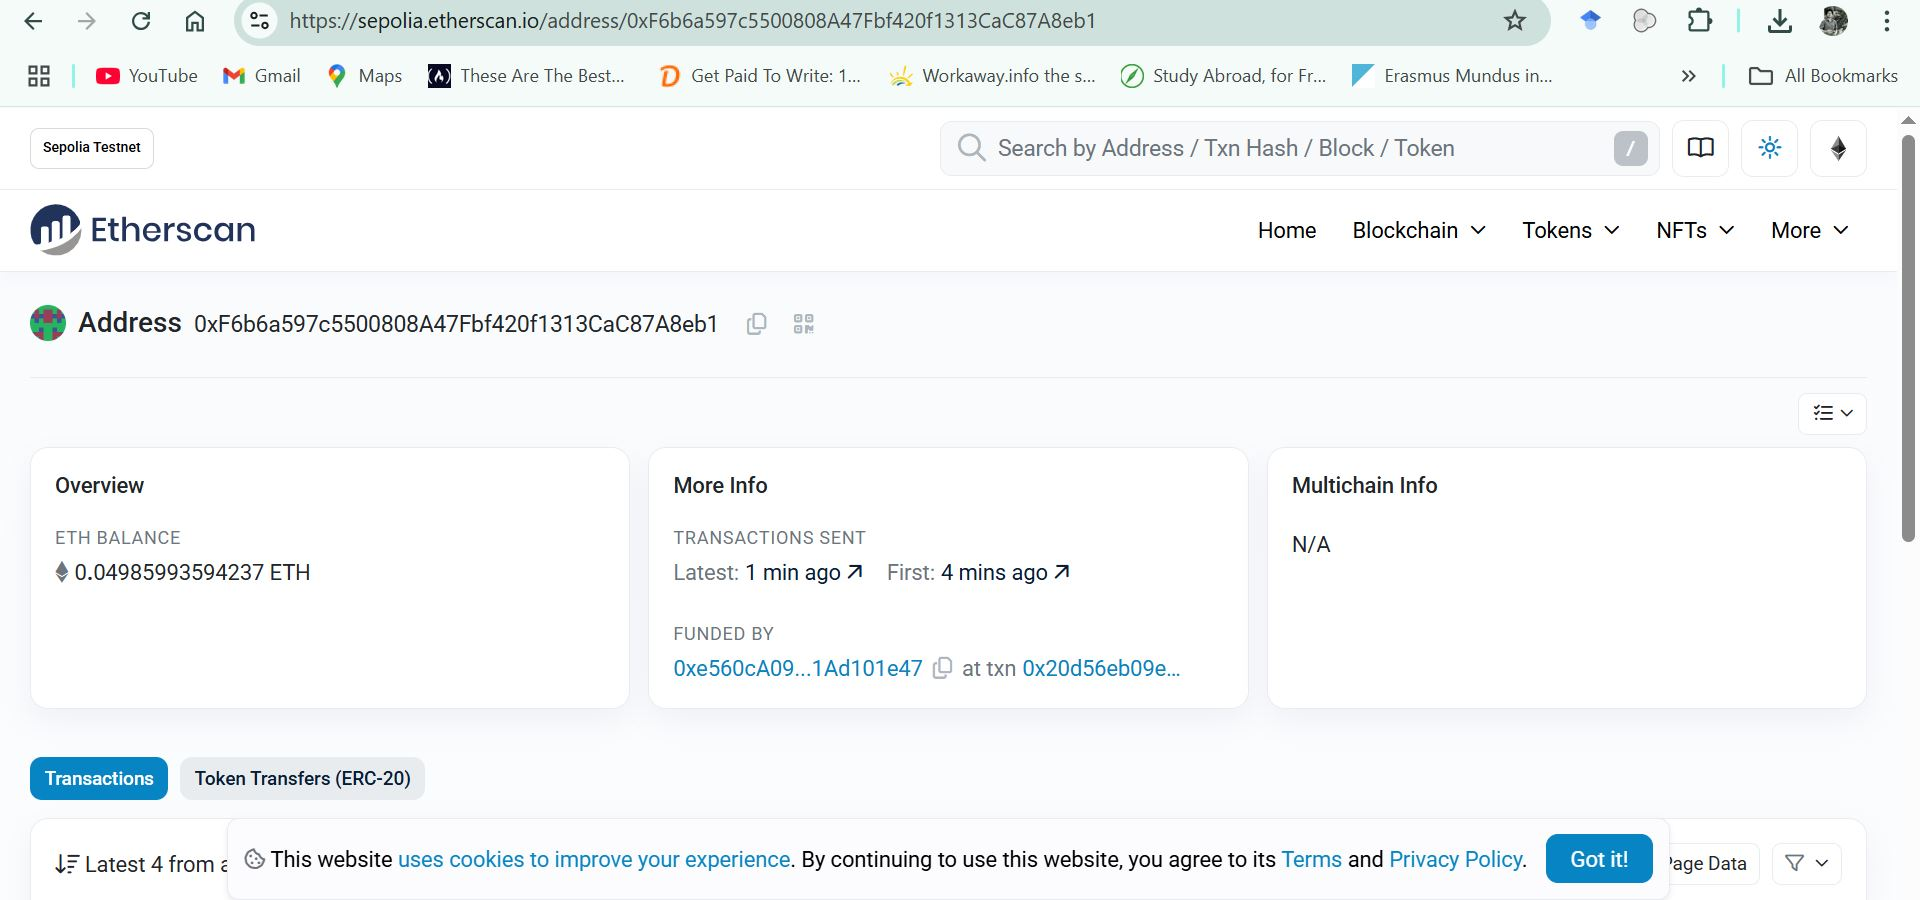 https://sepolia.etherscan.io/address/0xF6b6a597c5500808A47Fbf420f1313CaC87A8eb1
YouTube Gmail Maps These Are The Best... Get Paid To Write: 1... Workaway.info the s... Study Abroad, for Fr... Erasmus Mundus in... » All Bookmarks
Sepolia Testnet
Search by Address / Txn Hash / Block / Token /
Etherscan
Home Blockchain Tokens NFTs More
Address 0xF6b6a597c5500808A47Fbf420f1313CaC87A8eb1
Overview
ETH BALANCE
0.04985993594237 ETH
More Info
TRANSACTIONS SENT
Latest: 1 min ago First: 4 mins ago
FUNDED BY
0xe560cA09...1Ad101e47 at txn 0x20d56eb09e...
Multichain Info
N/A
Transactions Token Transfers (ERC-20)
Latest 4 from a
Page Data
This website uses cookies to improve your experience. By continuing to use this website, you agree to its Terms and Privacy Policy. Got it!